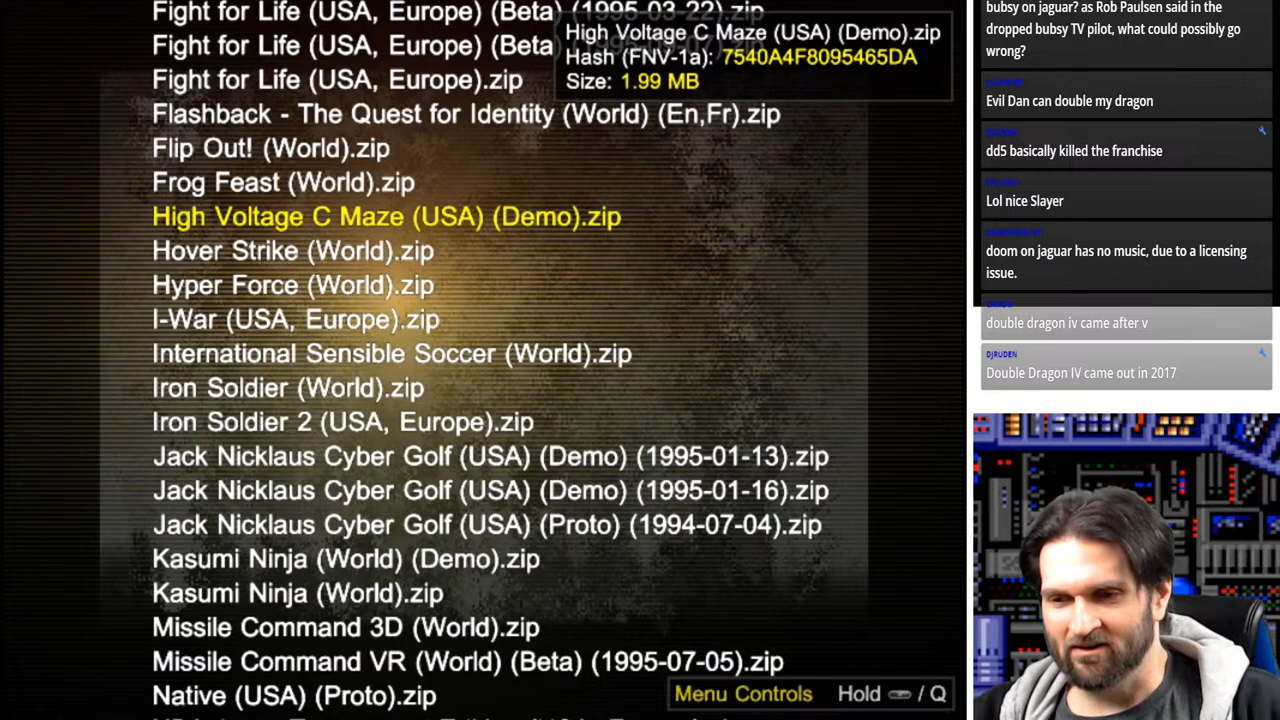 Fight for Life (USA, Europe) (Beta) (1995-03-22).zip
Fight for Life (USA, Europe) (Beta
Fight for Life (USA, Europe).zip
Flashback - The Quest for Identity (World) (En,Fr).zip
Flip Out! (World).zip
Frog Feast (World).zip
High Voltage C Maze (USA) (Demo).zip
Hover Strike (World).zip
Hyper Force (World).zip
I-War (USA, Europe).zip
International Sensible Soccer (World).zip
Iron Soldier (World).zip
Iron Soldier 2 (USA, Europe).zip
Jack Nicklaus Cyber Golf (USA) (Demo) (1995-01-13).zip
Jack Nicklaus Cyber Golf (USA) (Demo) (1995-01-16).zip
Jack Nicklaus Cyber Golf (USA) (Proto) (1994-07-04).zip
Kasumi Ninja (World) (Demo).zip
Kasumi Ninja (World).zip
Missile Command 3D (World).zip
Missile Command VR (World) (Beta) (1995-07-05).zip
Native (USA) (Proto).zip
High Voltage C Maze (USA) (Demo).zip
Hash (FNV-1a): 7540A4F8095465DA
Size: 1.99 MB
Menu Controls Hold / Q
bubsy on jaguar? as Rob Paulsen said in the
dropped bubsy TV pilot, what could possibly go
wrong?
Evil Dan can double my dragon
dd5 basically killed the franchise
Lol nice Slayer
doom on jaguar has no music, due to a licensing
issue.
double dragon iv came after v
DJRUDEN
Double Dragon IV came out in 2017